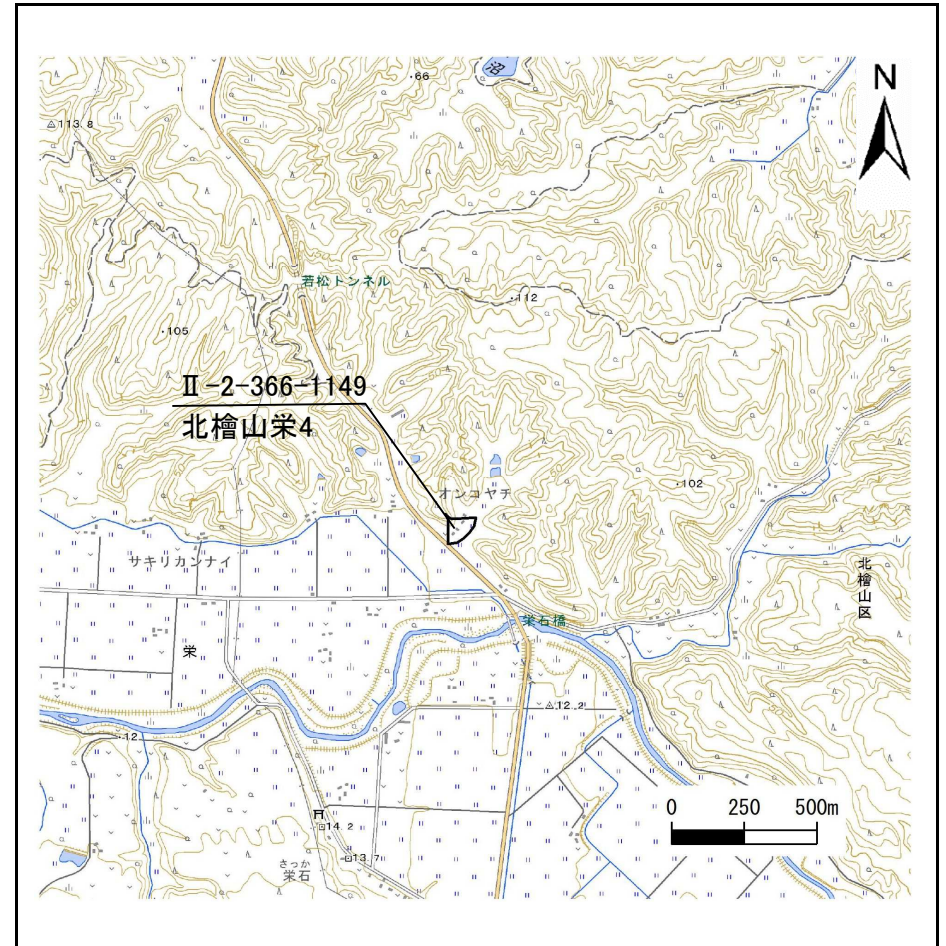 沼
・66
N
△113.8
50
若松トンネル
・112
・105
Ⅱ-2-366-1149
50
北檜山栄4
オンコヤチ
・102
サキリカンナイ
北檜山区
栄石橋
栄
△12.2
・12
0 250 500m
14.2
13.7
さっか
栄石